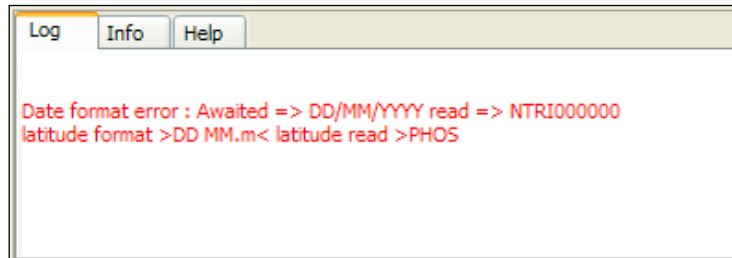 Log Info Help
Date format error : Awaited => DD/MM/YYYY read => NTRI000000
latitude format >DD MM.m< latitude read >PHOS